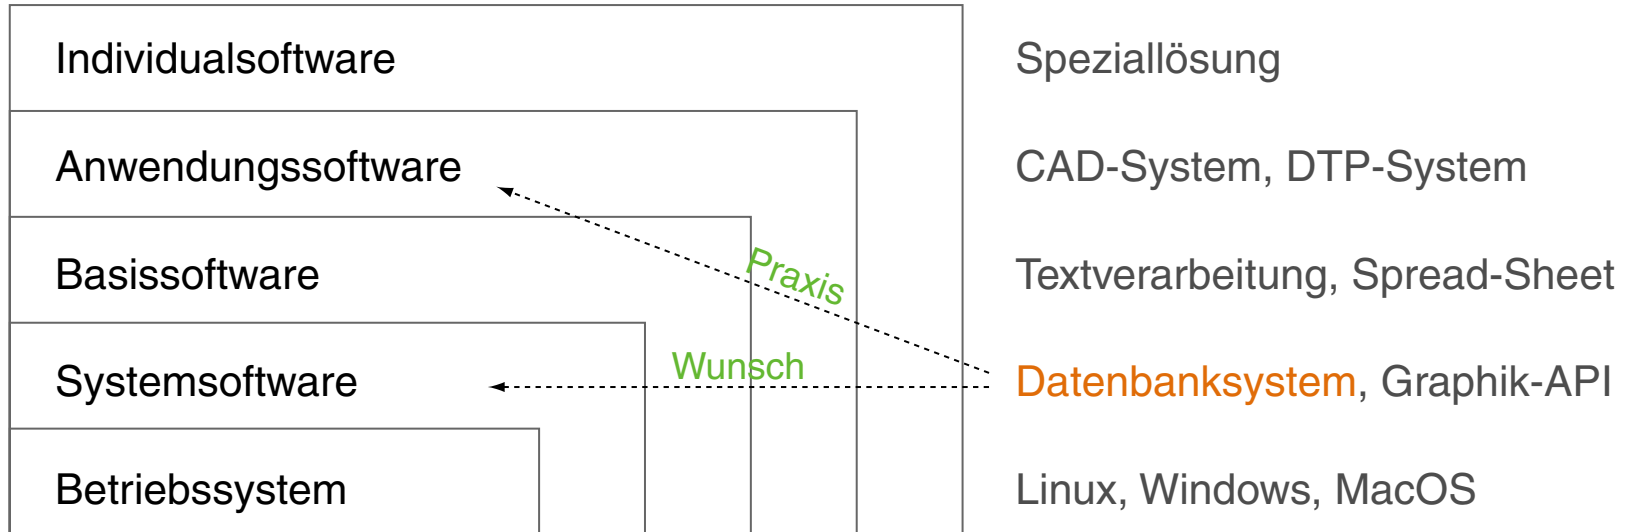 Individualsoftware Speziallösung
Anwendungssoftware CAD-System, DTP-System
Basissoftware Praxis Textverarbeitung, Spread-Sheet
Systemsoftware Wunsch Datenbanksystem, Graphik-API
Betriebssystem Linux, Windows, MacOS